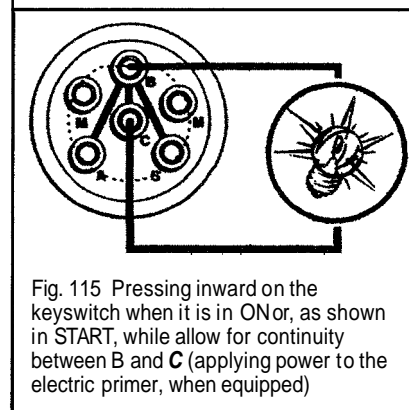 B
M
M
C
A
S
Fig. 115 Pressing inward on the
keyswitch when it is in ONor, as shown
in START, while allow for continuity
between B and C (applying power to the
electric primer, when equipped)